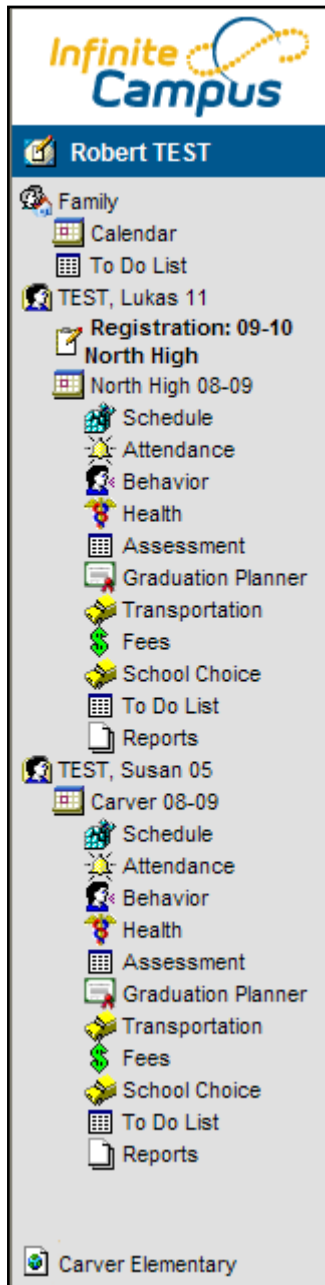 Infinite
Campus
Robert TEST
Family
Calendar
To Do List
TEST, Lukas 11
Registration: 09-10
North High
North High 08-09
Schedule
Attendance
Behavior
Health
Assessment
Graduation Planner
Transportation
$ Fees
School Choice
To Do List
Reports
TEST, Susan 05
Carver 08-09
Schedule
Attendance
Behavior
Health
Assessment
Graduation Planner
Transportation
$ Fees
School Choice
To Do List
Reports
Carver Elementary